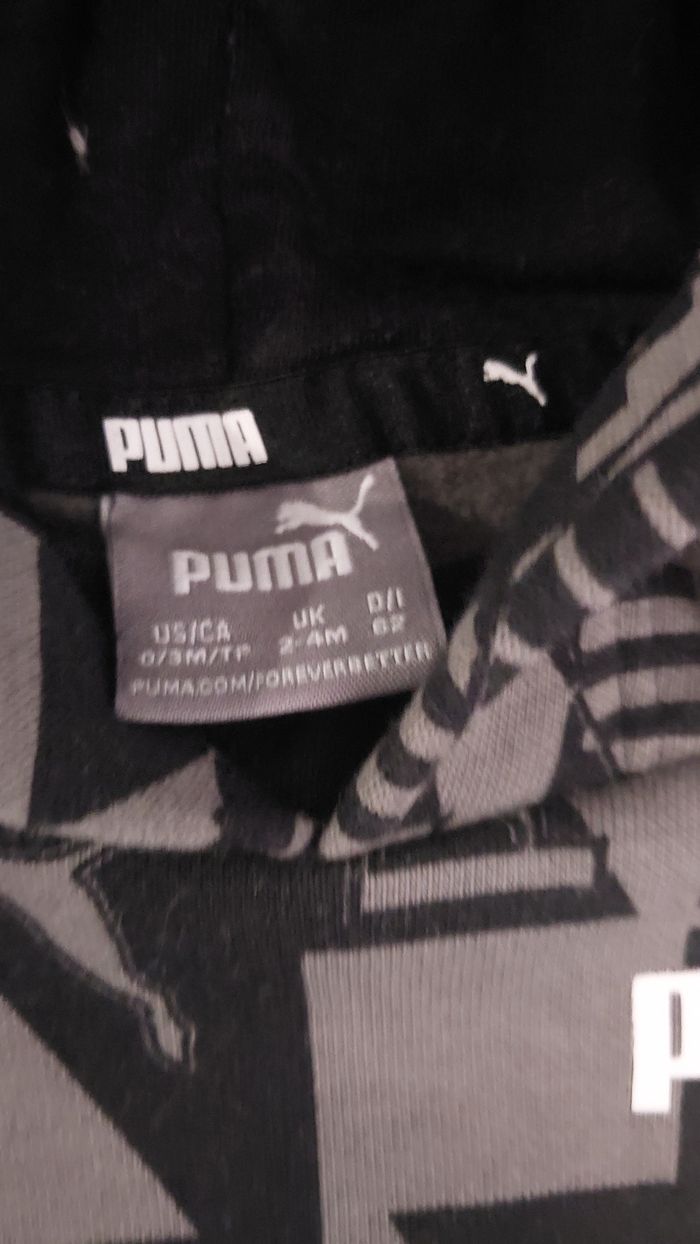 PUMA
PUMA
US/CA UK D/I
0/3M/TP 2-4M 62
PUMA.COM/FOREVERBETTER
P